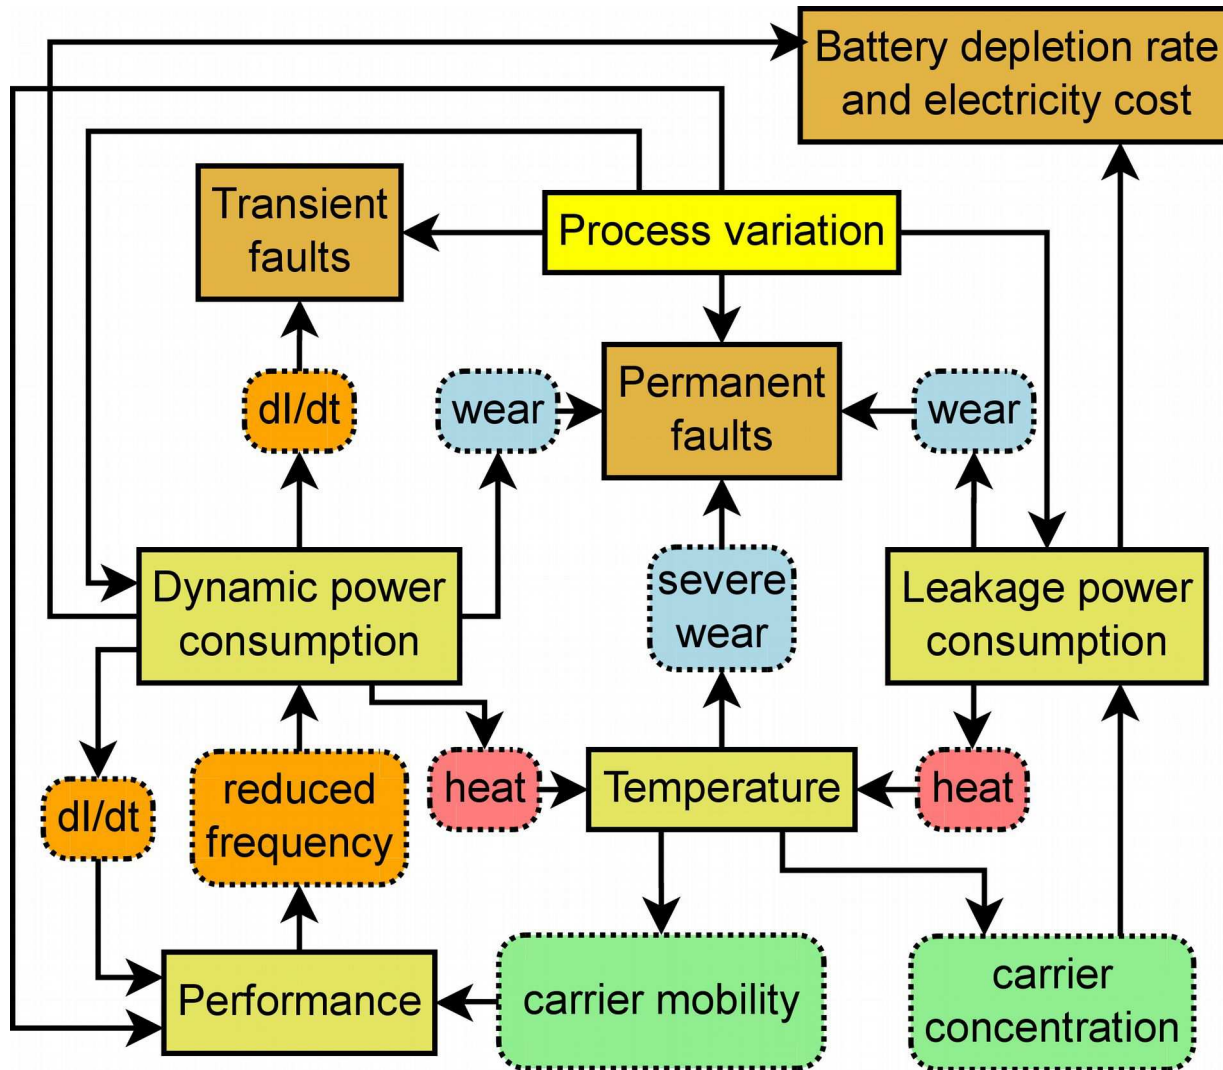 Battery depletion rate
and electricity cost
Transient
faults
Process variation
dI/dt
wear
Permanent
faults
wear
Dynamic power
consumption
severe
wear
Leakage power
consumption
dI/dt
reduced
frequency
heat
Temperature
heat
Performance
carrier mobility
carrier
concentration